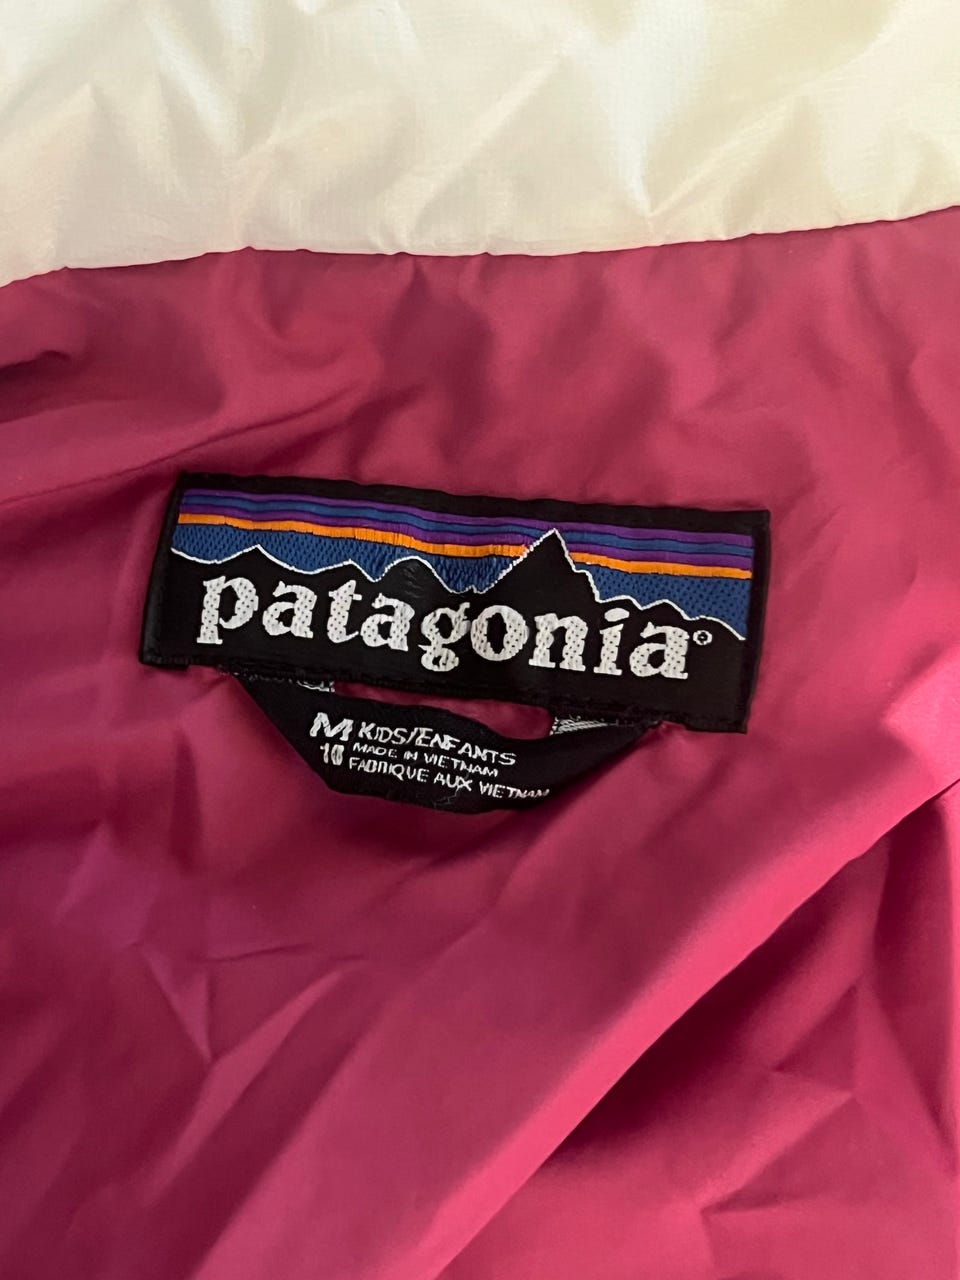 patagonia®
M KIDS/ENFANTS
10 MADE IN VIETNAM
FABRIQUE AUX VIETNAM